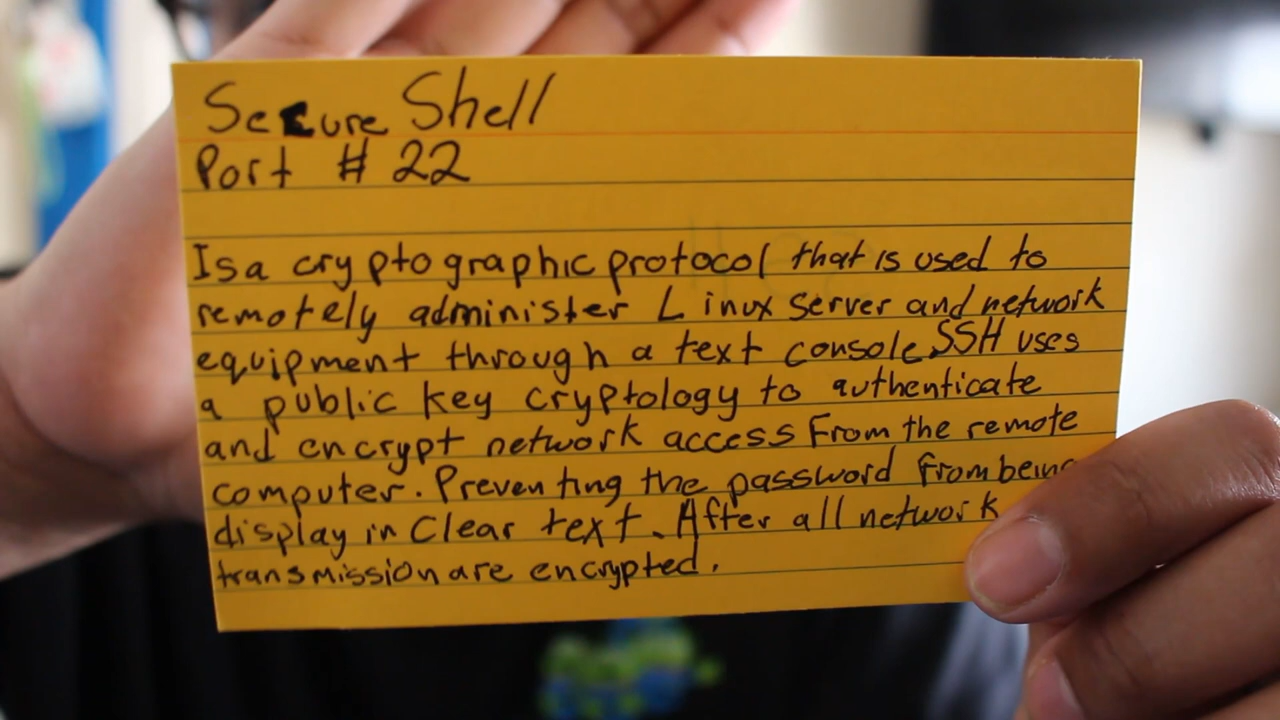 Secure Shell
Port # 22
Is a cryptographic protocol that is used to
remotely administer Linux server and network
equipment through a text console SSH uses
a public key cryptology to authenticate
and encrypt network access From the remote
computer. Preventing the password from being
display in Clear text. After all network
transmission are encrypted.